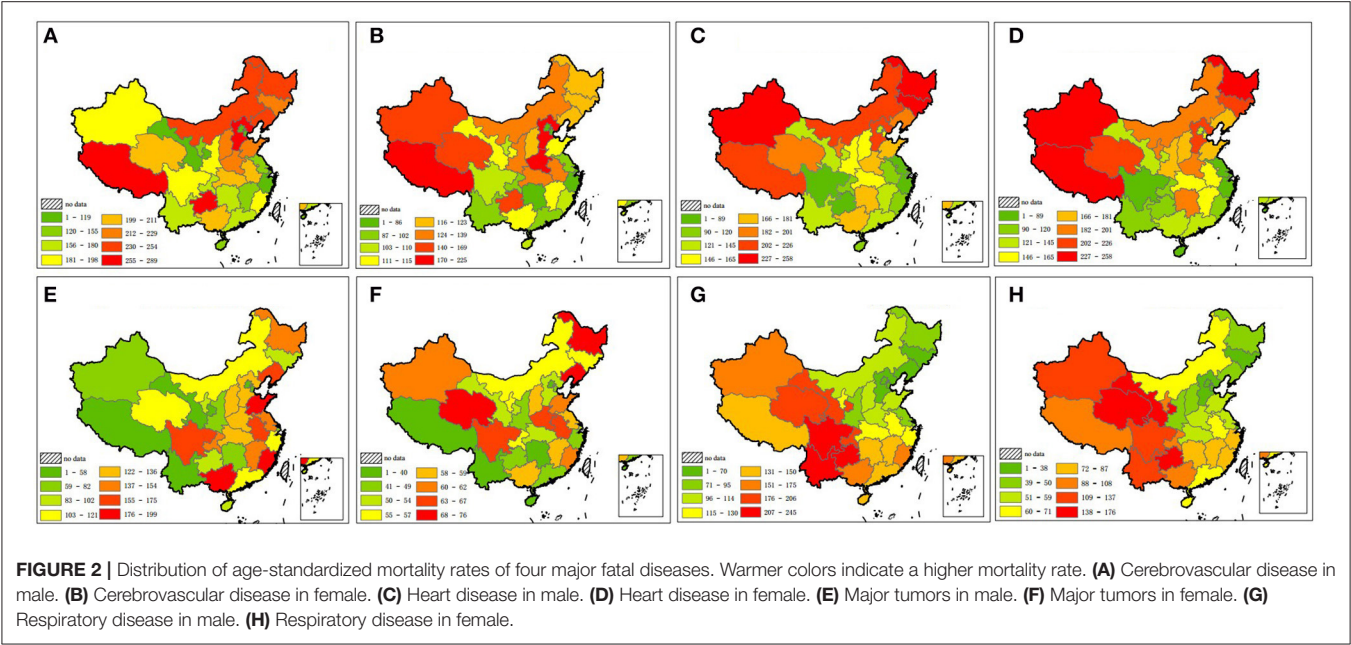 A
no data
1 - 119
120 - 155
156 - 180
181 - 198
199 - 211
212 - 229
230 - 254
255 - 289
B
no data
1 - 86
87 - 102
103 - 110
111 - 115
116 - 123
124 - 139
140 - 169
170 - 225
C
no data
1 - 89
90 - 120
121 - 145
146 - 165
166 - 181
182 - 201
202 - 226
227 - 258
D
no data
1 - 89
90 - 120
121 - 145
146 - 165
166 - 181
182 - 201
202 - 226
227 - 258
E
no data
1 - 58
59 - 82
83 - 102
103 - 121
122 - 136
137 - 154
155 - 175
176 - 199
F
no data
1 - 40
41 - 49
50 - 54
55 - 57
58 - 59
60 - 62
63 - 67
68 - 76
G
no data
1 - 70
71 - 95
96 - 114
115 - 130
131 - 150
151 - 175
176 - 206
207 - 245
H
no data
1 - 38
39 - 50
51 - 59
60 - 71
72 - 87
88 - 108
109 - 137
138 - 176
FIGURE 2 | Distribution of age-standardized mortality rates of four major fatal diseases. Warmer colors indicate a higher mortality rate. (A) Cerebrovascular disease in
male. (B) Cerebrovascular disease in female. (C) Heart disease in male. (D) Heart disease in female. (E) Major tumors in male. (F) Major tumors in female. (G)
Respiratory disease in male. (H) Respiratory disease in female.